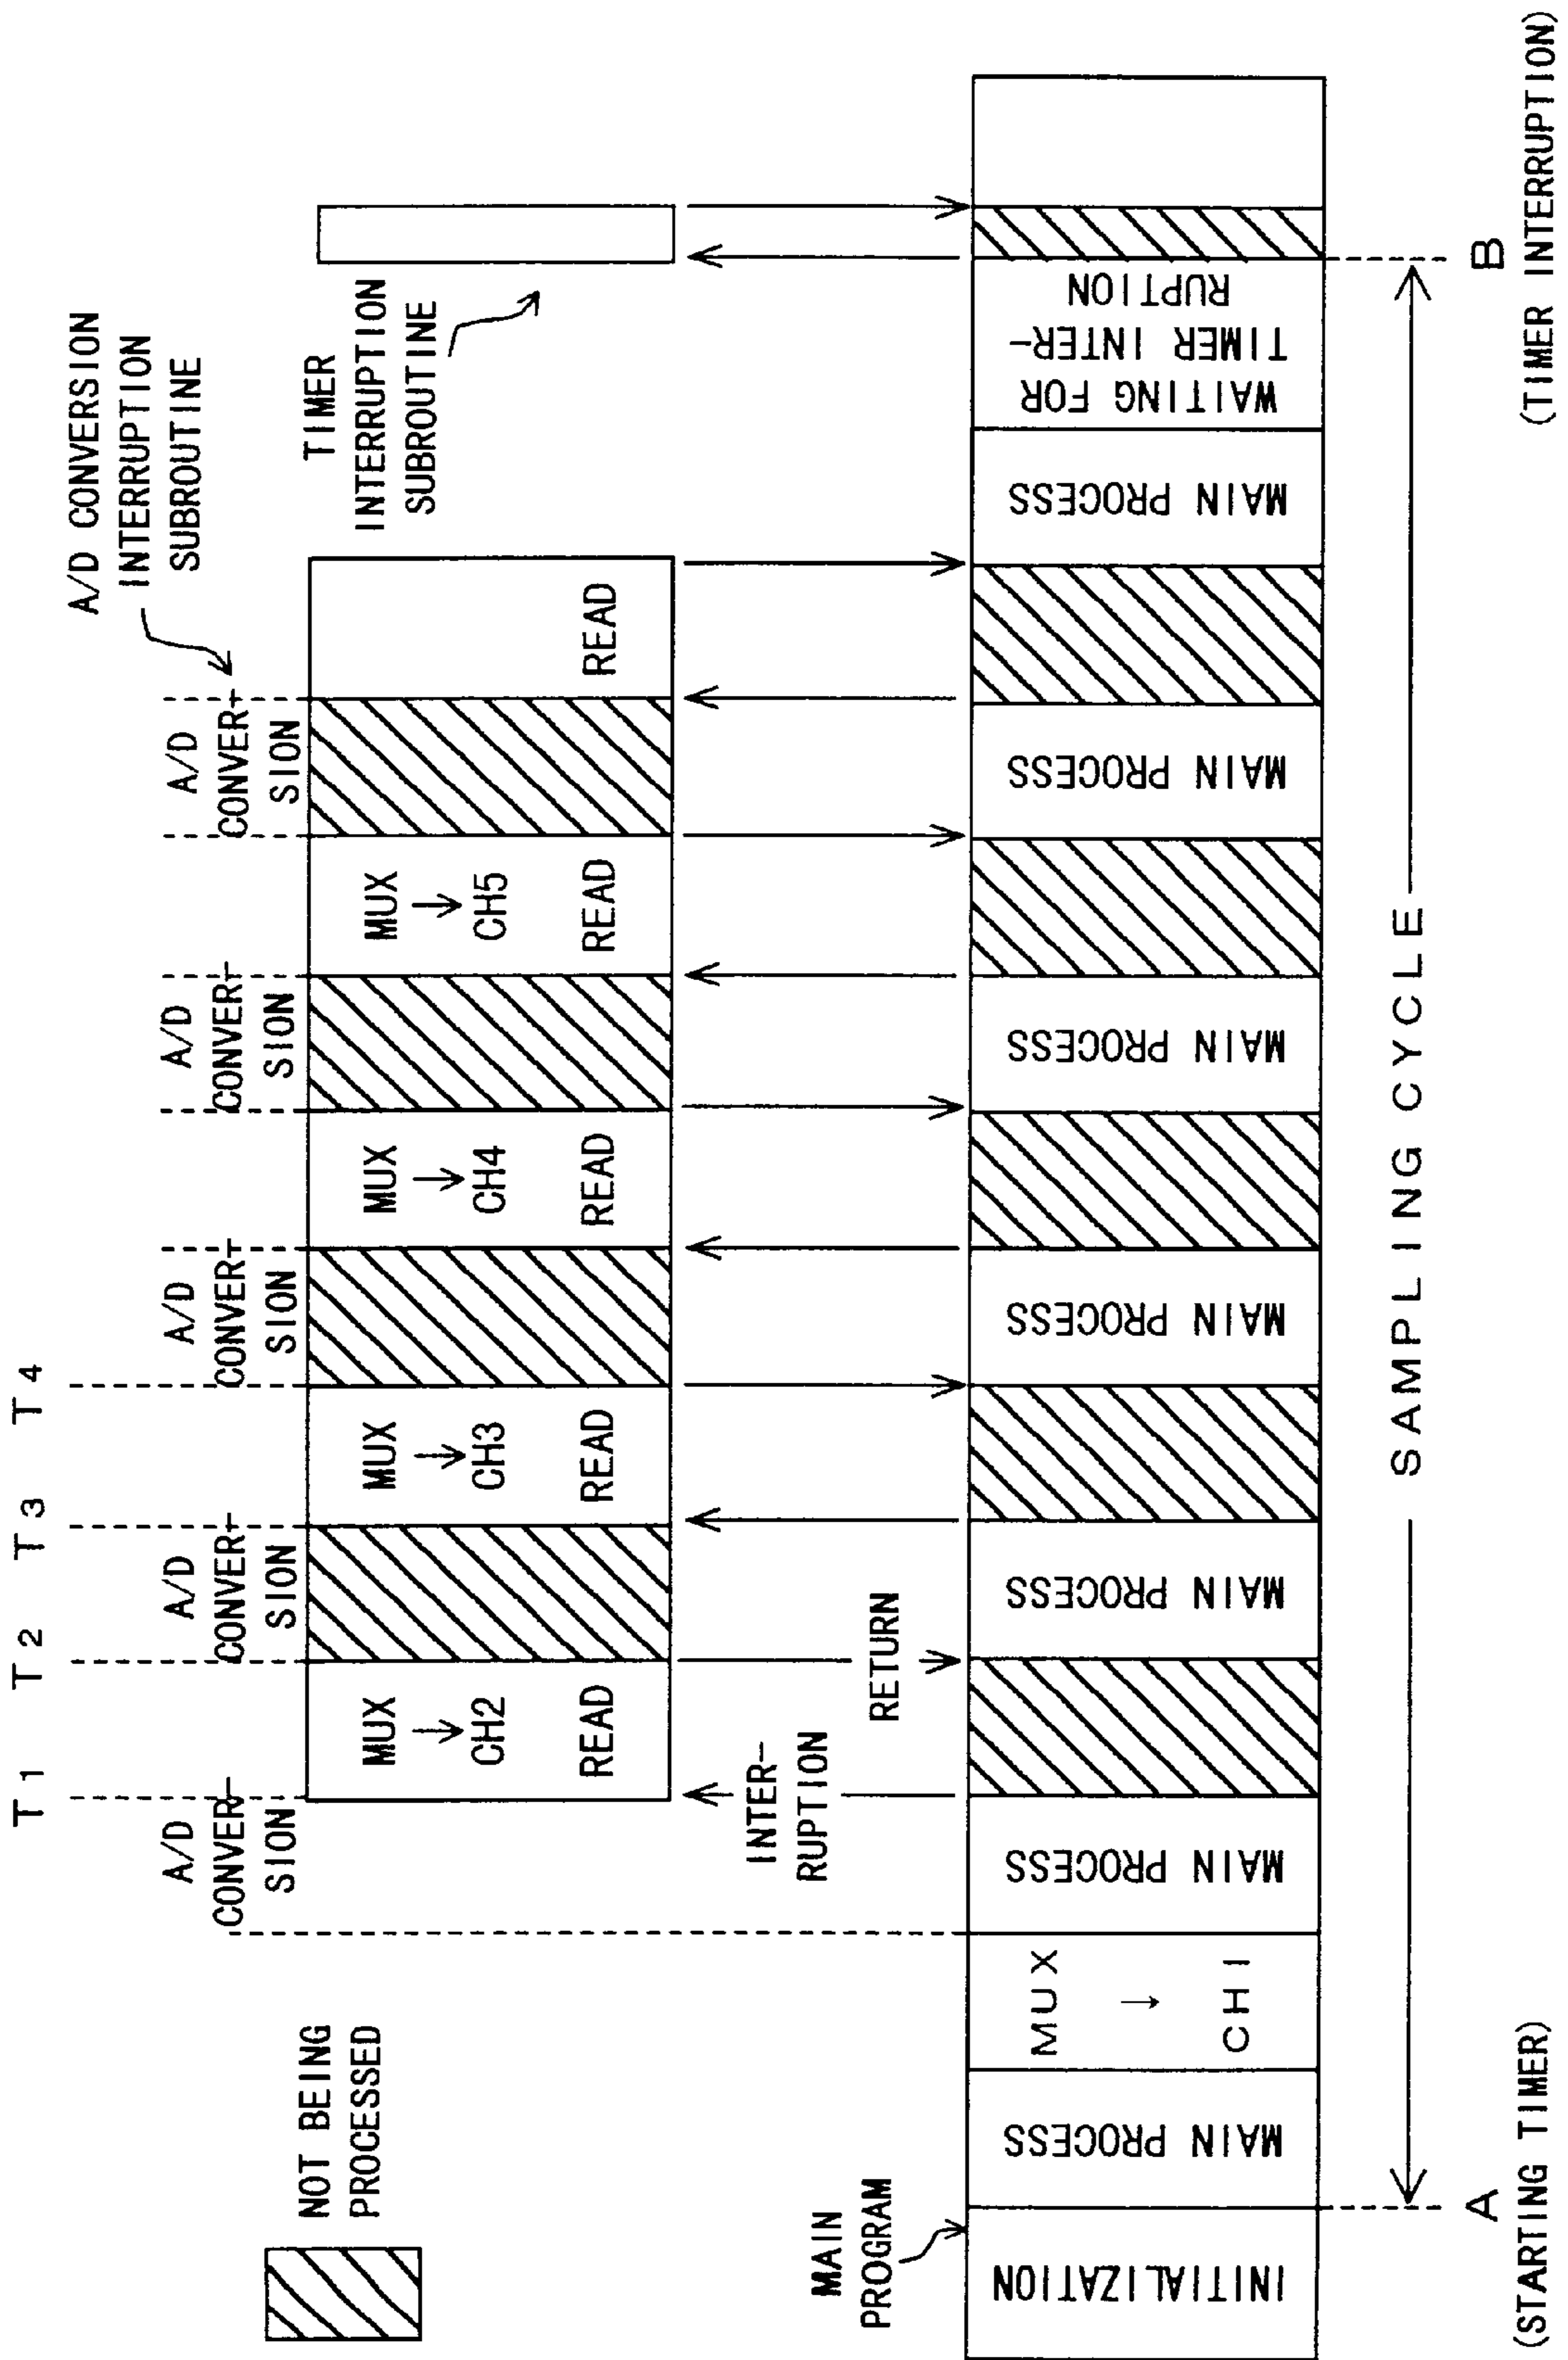 T1 T2 T3 T4
A/D CONVERSION
INTERRUPTION
SUBROUTINE
A/D
CONVER-
SION
A/D
CONVER-
SION
A/D
CONVER-
SION
A/D
CONVER-
SION
A/D
CONVER-
SION
NOT BEING
PROCESSED
MUX
→
CH2
READ
MUX
→
CH3
READ
MUX
→
CH4
READ
MUX
→
CH5
READ
READ
TIMER
INTERRUPTION
SUBROUTINE
INTER-
RUPTION
RETURN
MAIN
PROGRAM
INITIALIZATION
MAIN PROCESS
MUX
→
CHI
MAIN PROCESS
MAIN PROCESS
MAIN PROCESS
MAIN PROCESS
MAIN PROCESS
MAIN PROCESS
WAITING FOR
TIMER INTER-
RUPTION
SAMPLING CYCLE
A
(STARTING TIMER)
B
(TIMER INTERRUPTION)